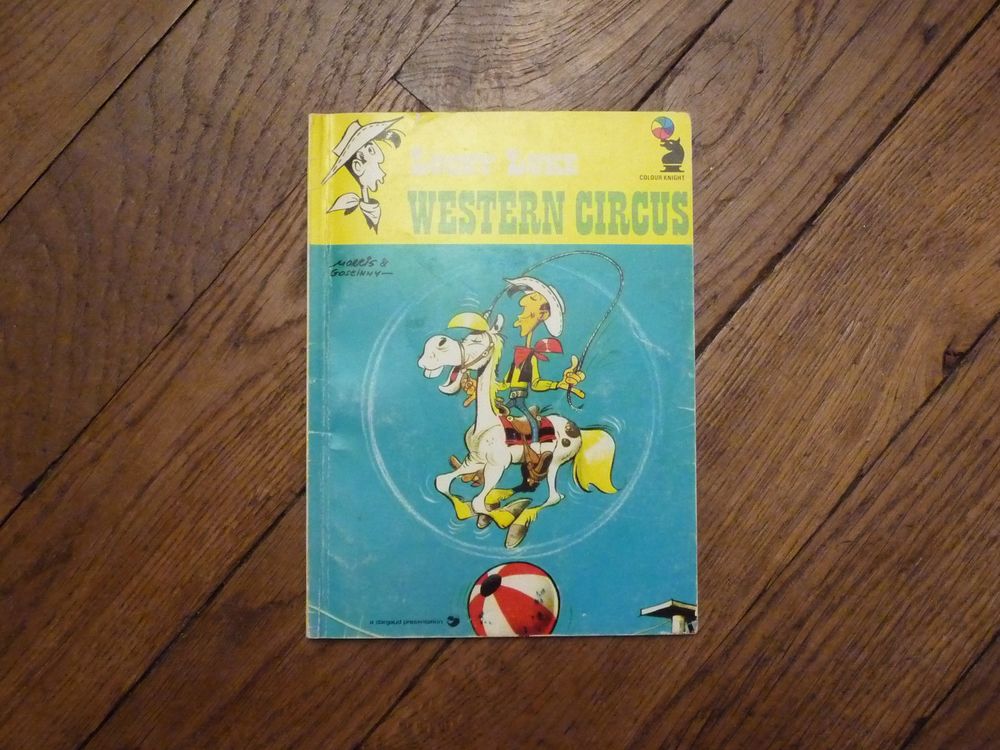 LUCKY LUKE
COLOUR KNIGHT
WESTERN CIRCUS
MORRIS &
GOSCINNY
a dargaud presentation